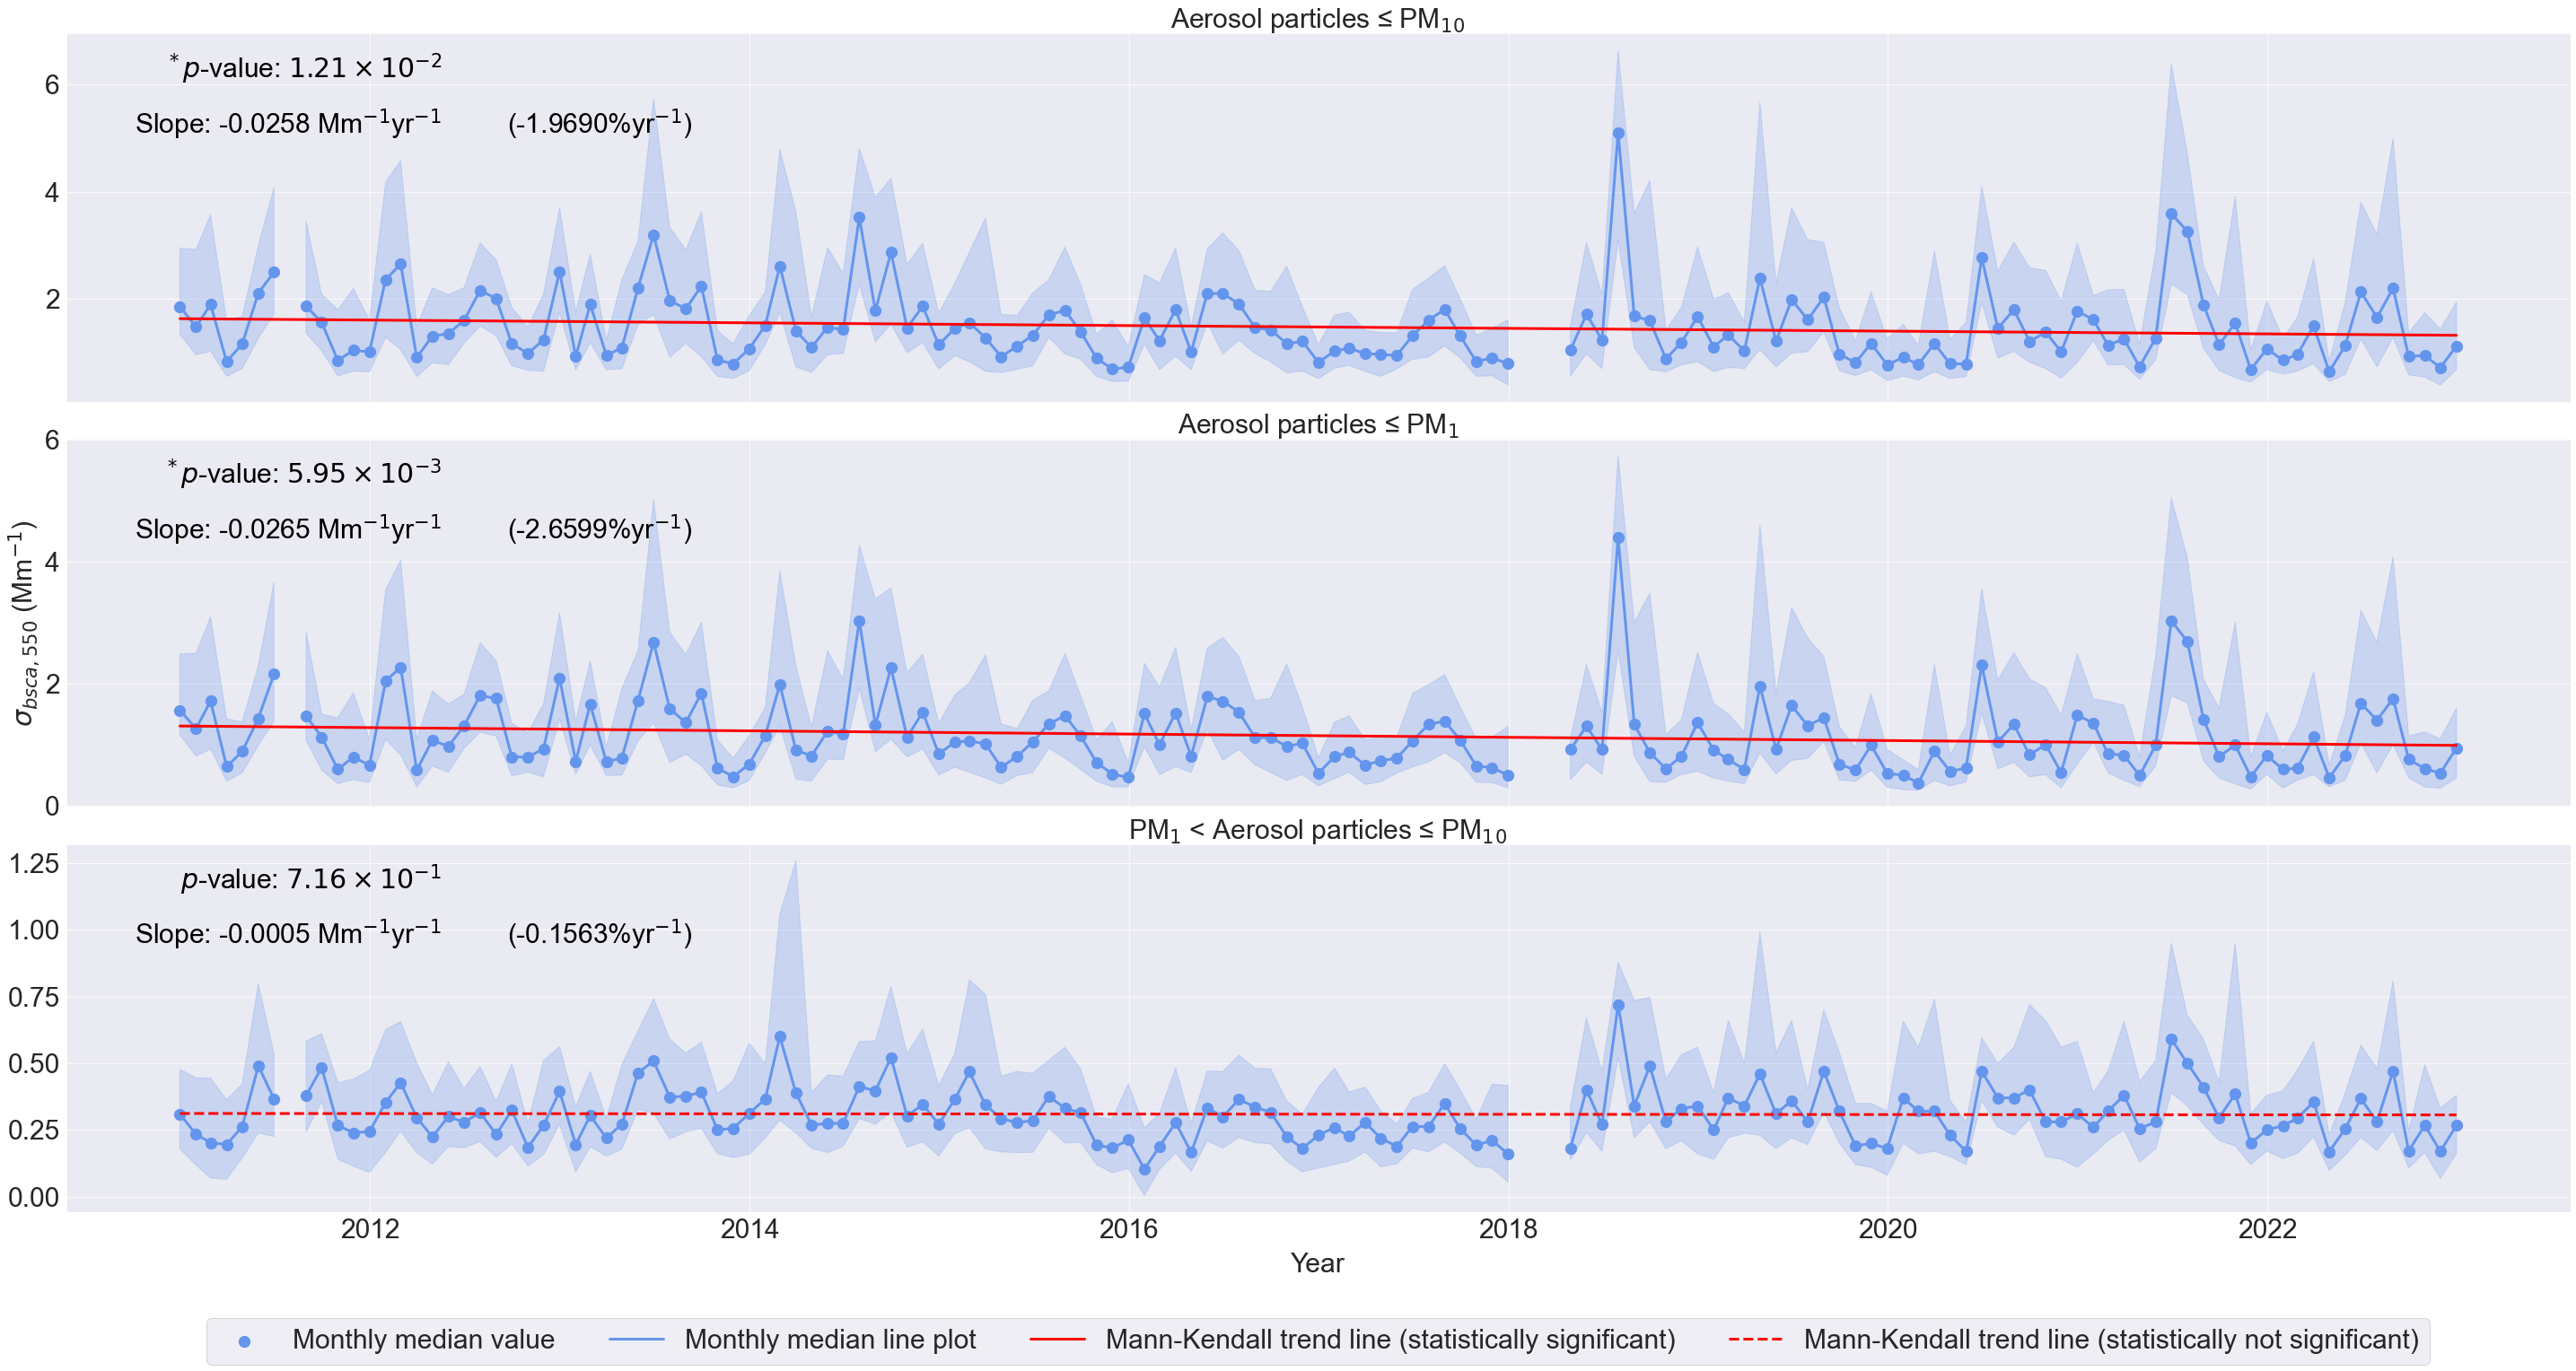 Aerosol particles ≤ PM₁₀
*p-value: 1.21 × 10⁻²
Slope: -0.0258 Mm⁻¹yr⁻¹ (-1.9690%yr⁻¹)
6
4
2
Aerosol particles ≤ PM₁
*p-value: 5.95 × 10⁻³
Slope: -0.0265 Mm⁻¹yr⁻¹ (-2.6599%yr⁻¹)
6
4
2
0
σ_bsca, 550 (Mm⁻¹)
PM₁ < Aerosol particles ≤ PM₁₀
p-value: 7.16 × 10⁻¹
Slope: -0.0005 Mm⁻¹yr⁻¹ (-0.1563%yr⁻¹)
1.25
1.00
0.75
0.50
0.25
0.00
2012 2014 2016 2018 2020 2022
Year
Monthly median value Monthly median line plot Mann-Kendall trend line (statistically significant) Mann-Kendall trend line (statistically not significant)